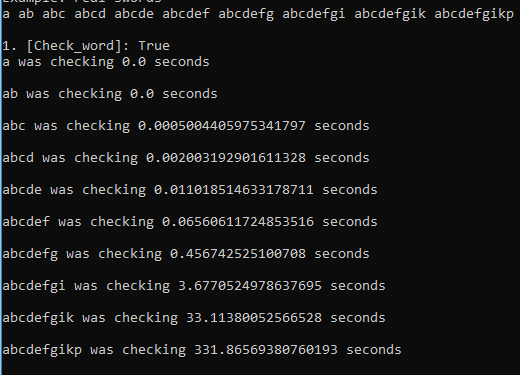 a ab abc abcd abcde abcdef abcdefg abcdefgi abcdefgik abcdefgikp
1. [Check_word]: True
a was checking 0.0 seconds
ab was checking 0.0 seconds
abc was checking 0.0005004405975341797 seconds
abcd was checking 0.002003192901611328 seconds
abcde was checking 0.011018514633178711 seconds
abcdef was checking 0.06560611724853516 seconds
abcdefg was checking 0.456742525100708 seconds
abcdefgi was checking 3.6770524978637695 seconds
abcdefgik was checking 33.11380052566528 seconds
abcdefgikp was checking 331.86569380760193 seconds